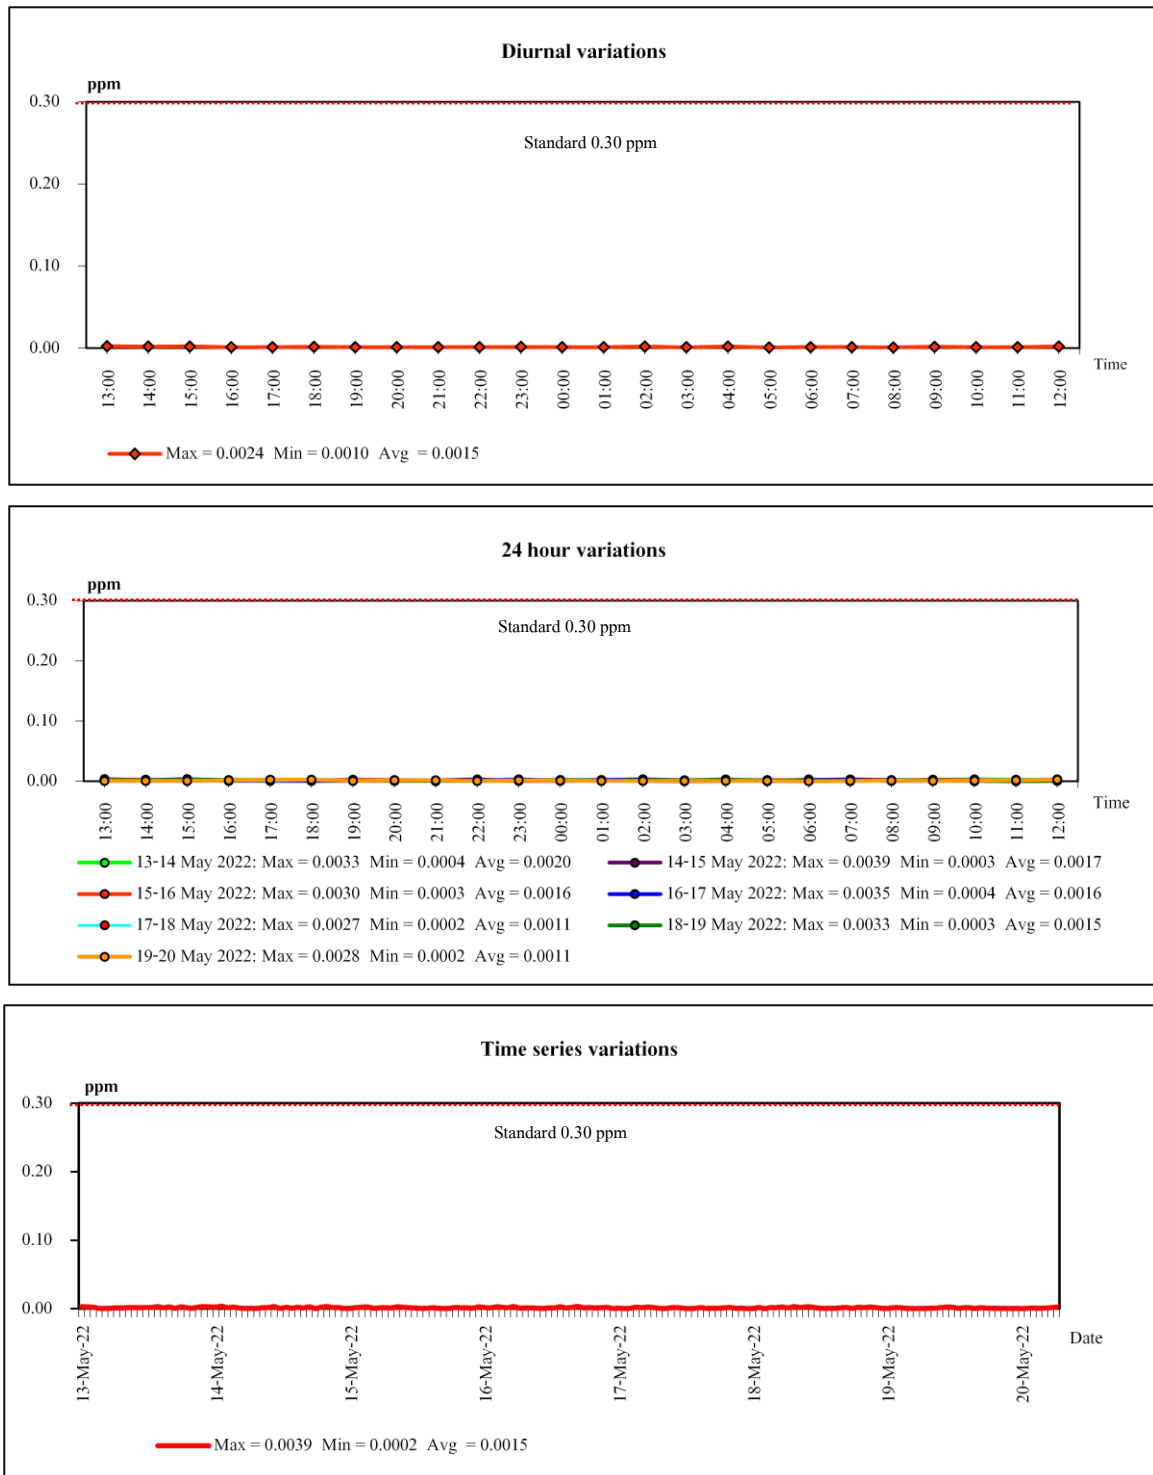 Diurnal variations
ppm
0.30
Standard 0.30 ppm
0.20
0.10
0.00
Time
13:00 14:00 15:00 16:00 17:00 18:00 19:00 20:00 21:00 22:00 23:00 00:00 01:00 02:00 03:00 04:00 05:00 06:00 07:00 08:00 09:00 10:00 11:00 12:00
Max = 0.0024 Min = 0.0010 Avg = 0.0015
24 hour variations
ppm
0.30
Standard 0.30 ppm
0.20
0.10
0.00
Time
13:00 14:00 15:00 16:00 17:00 18:00 19:00 20:00 21:00 22:00 23:00 00:00 01:00 02:00 03:00 04:00 05:00 06:00 07:00 08:00 09:00 10:00 11:00 12:00
13-14 May 2022: Max = 0.0033 Min = 0.0004 Avg = 0.0020 14-15 May 2022: Max = 0.0039 Min = 0.0003 Avg = 0.0017
15-16 May 2022: Max = 0.0030 Min = 0.0003 Avg = 0.0016 16-17 May 2022: Max = 0.0035 Min = 0.0004 Avg = 0.0016
17-18 May 2022: Max = 0.0027 Min = 0.0002 Avg = 0.0011 18-19 May 2022: Max = 0.0033 Min = 0.0003 Avg = 0.0015
19-20 May 2022: Max = 0.0028 Min = 0.0002 Avg = 0.0011
Time series variations
ppm
0.30
Standard 0.30 ppm
0.20
0.10
0.00
Date
13-May-22 14-May-22 15-May-22 16-May-22 17-May-22 18-May-22 19-May-22 20-May-22
Max = 0.0039 Min = 0.0002 Avg = 0.0015